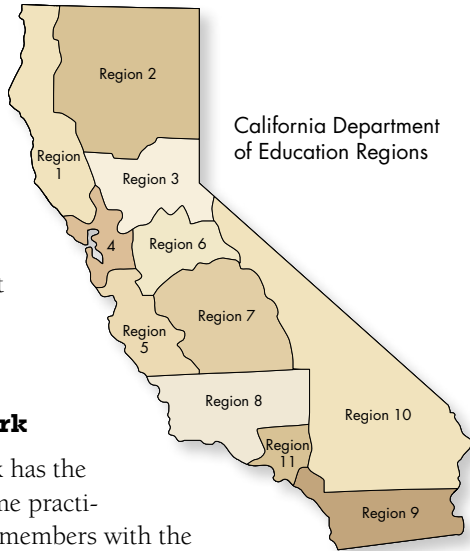 Region 2
California Department
of Education Regions
Region
1
Region 3
4
Region 6
t
Region 7
Region
5
Region 8
rk
Region 10
Region
11
k has the
ne practi-
Region 9
members with the